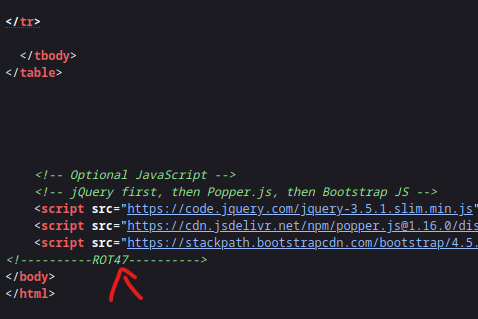 </tr>
</tbody>
</table>
<!-- Optional JavaScript -->
<!-- jQuery first, then Popper.js, then Bootstrap JS -->
<script src="https://code.jquery.com/jquery-3.5.1.slim.min.js"
<script src="https://cdn.jsdelivr.net/npm/popper.js@1.16.0/dis
<script src="https://stackpath.bootstrapcdn.com/bootstrap/4.5.
<!----------ROT47---------->
</body>
</html>